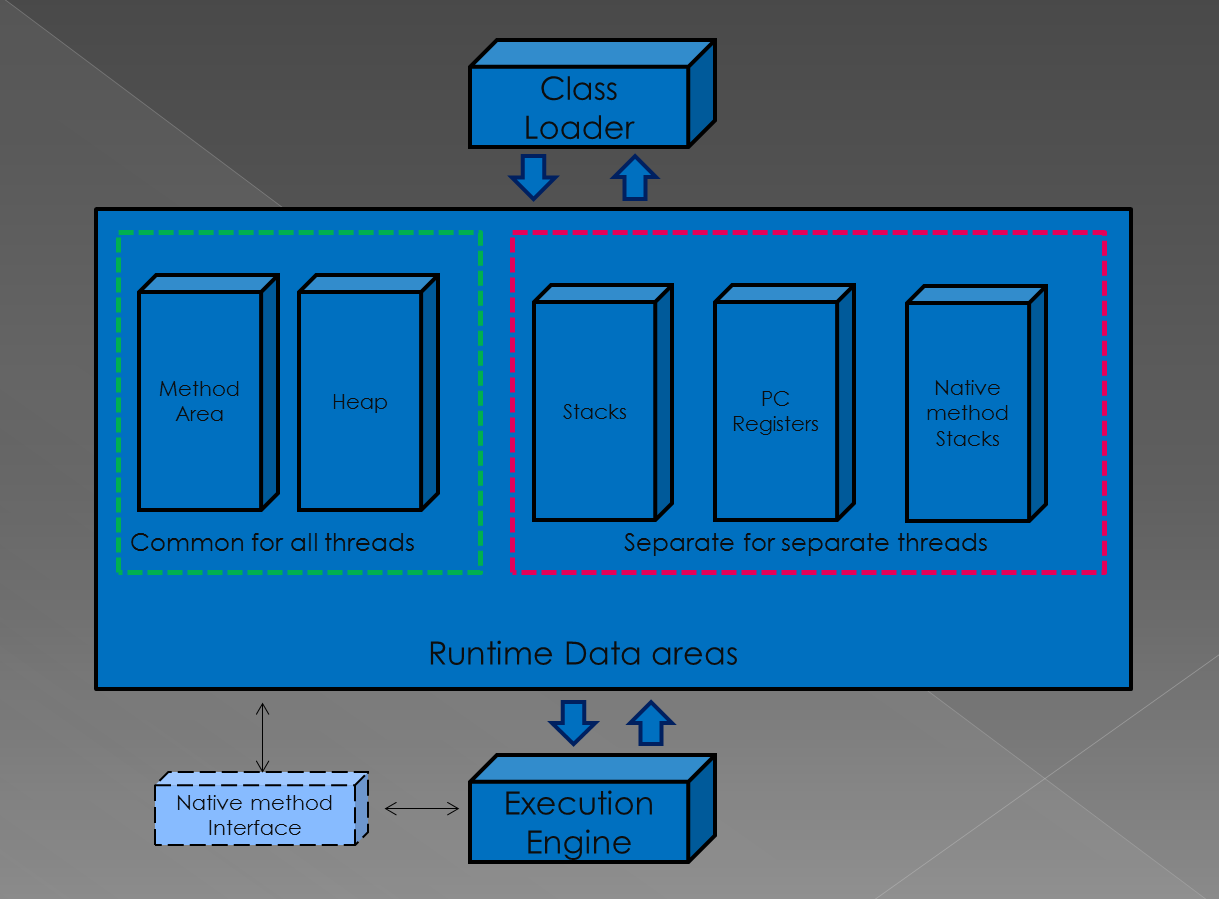 Class
Loader
Method
Area
Heap
Stacks
PC
Registers
Native
method
Stacks
Common for all threads
Separate for separate threads
Runtime Data areas
Native method
Interface
Execution
Engine